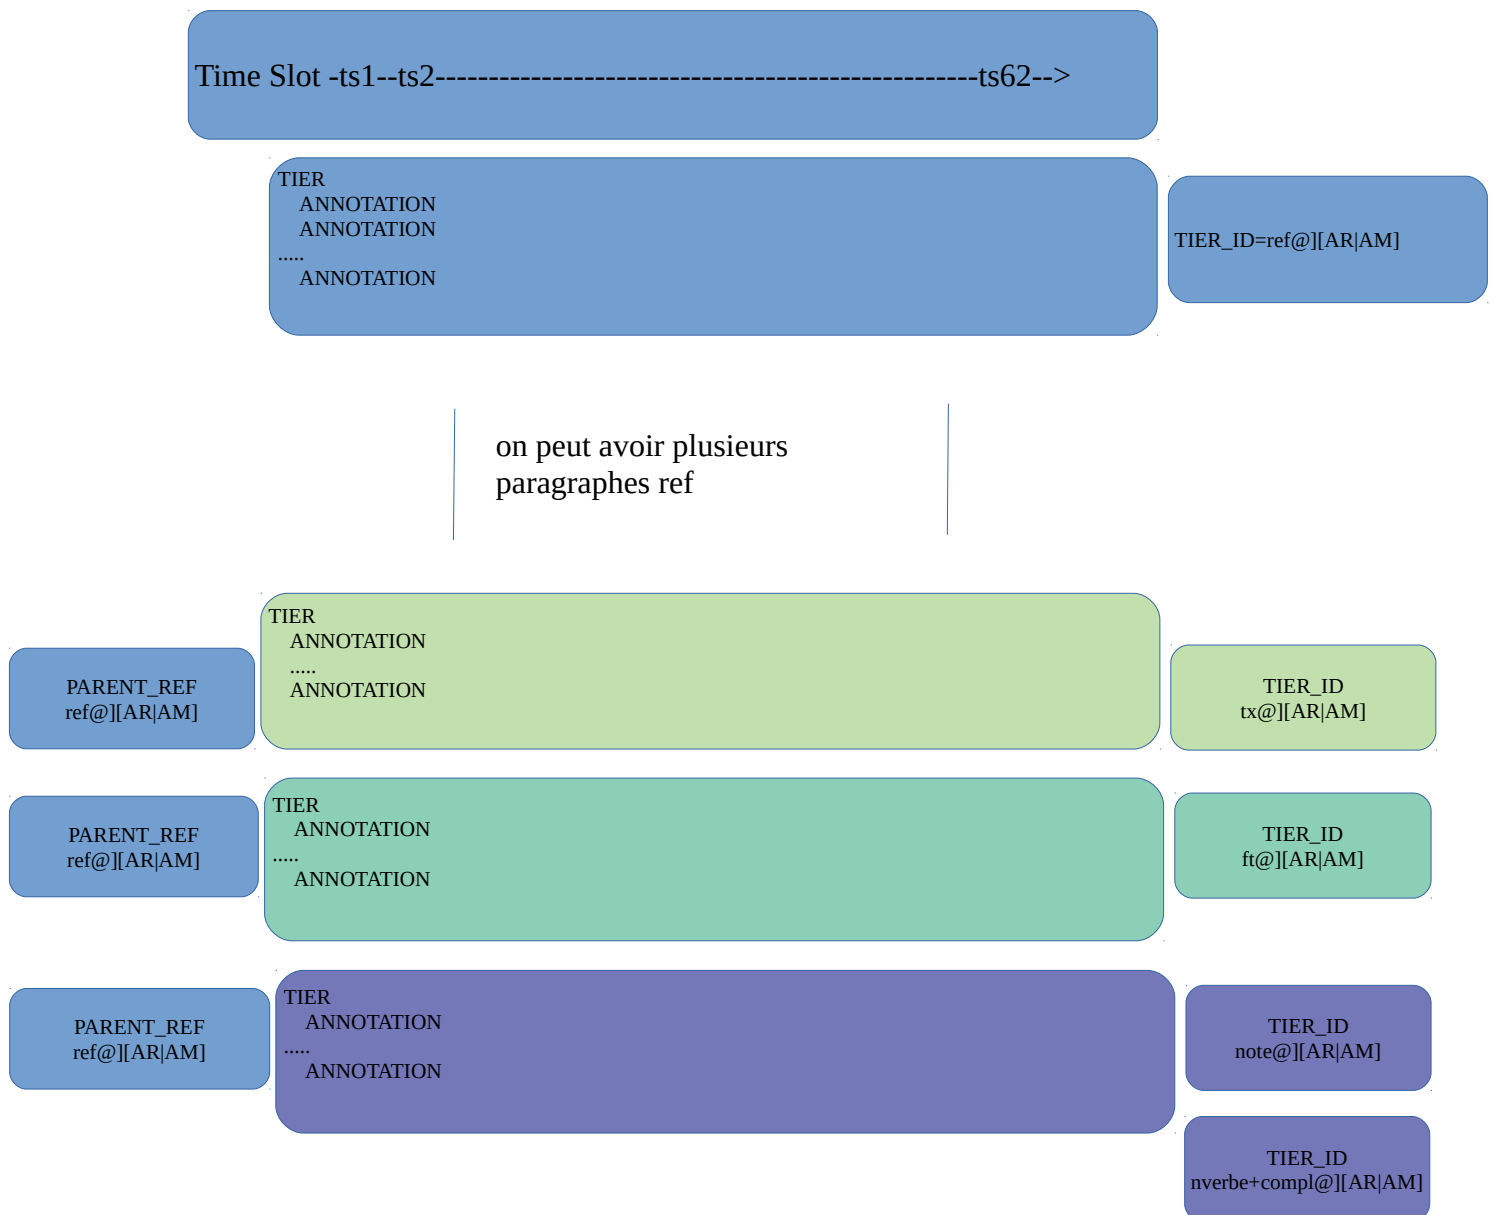 Time Slot -ts1--ts2---------------------------------------------------ts62-->
TIER
ANNOTATION
ANNOTATION
.....
ANNOTATION
TIER_ID=ref@][AR|AM]
on peut avoir plusieurs
paragraphes ref
PARENT_REF
ref@][AR|AM]
TIER
ANNOTATION
.....
ANNOTATION
TIER_ID
tx@][AR|AM]
PARENT_REF
ref@][AR|AM]
TIER
ANNOTATION
.....
ANNOTATION
TIER_ID
ft@][AR|AM]
PARENT_REF
ref@][AR|AM]
TIER
ANNOTATION
.....
ANNOTATION
TIER_ID
note@][AR|AM]
TIER_ID
nverbe+compl@][AR|AM]